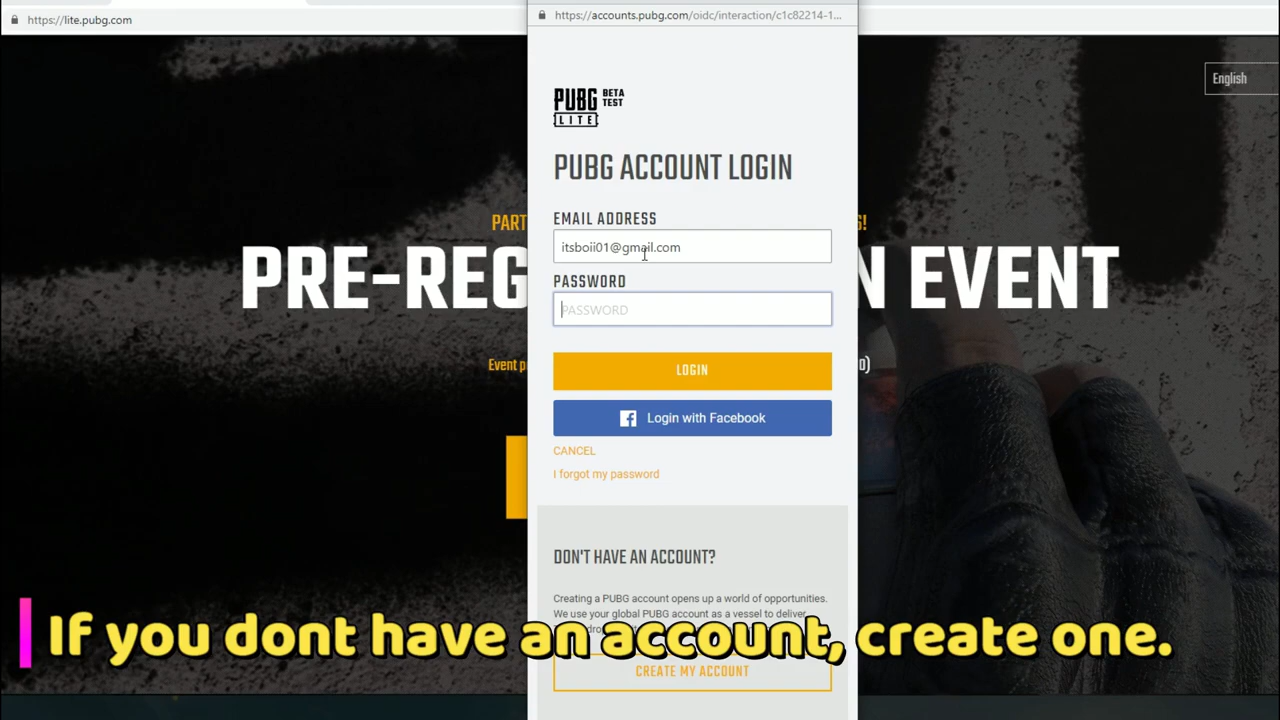 https://lite.pubg.com
https://accounts.pubg.com/oidc/interaction/c1c82214-1...
English
PUBG BETA TEST
LITE
PUBG ACCOUNT LOGIN
PART
EMAIL ADDRESS
itsboii01@gmail.com
PRE-REG N EVENT
PASSWORD
PASSWORD
Event p
LOGIN
Login with Facebook
CANCEL
I forgot my password
DON'T HAVE AN ACCOUNT?
Creating a PUBG account opens up a world of opportunities.
We use your global PUBG account as a vessel to deliver
If you dont have an account, create one.
CREATE MY ACCOUNT